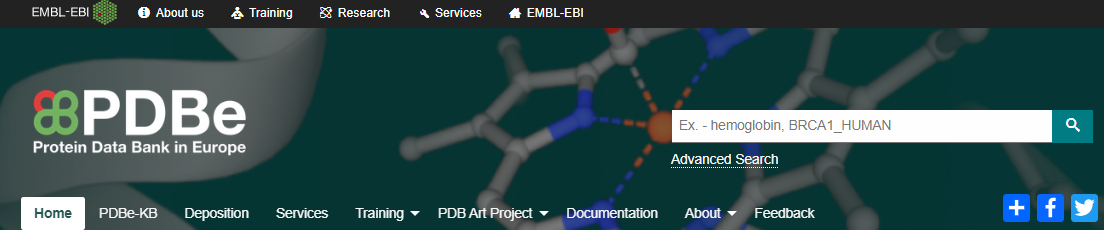 EMBL-EBI About us Training Research Services EMBL-EBI
PDBe
Protein Data Bank in Europe
Ex. - hemoglobin, BRCA1_HUMAN
Advanced Search
Home PDBe-KB Deposition Services Training PDB Art Project Documentation About Feedback